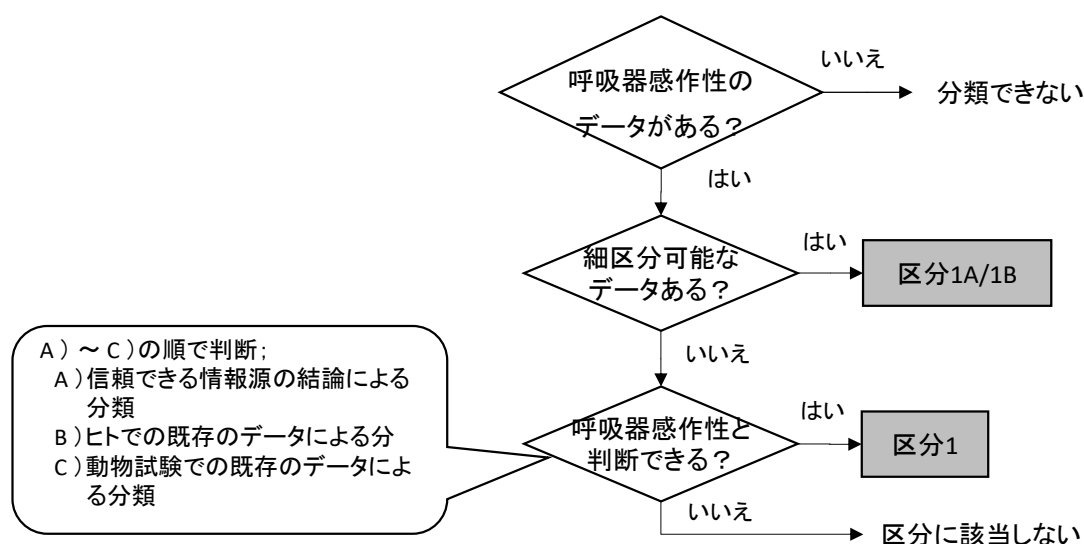 呼吸器感作性の
データがある？
いいえ
分類できない
はい
細区分可能な
データある？
はい
区分1A/1B
いいえ
A ） ～ C ）の順で判断；
A ）信頼できる情報源の結論による
分類
B ）ヒトでの既存のデータによる分
C ）動物試験での既存のデータによ
る分類
呼吸器感作性と
判断できる？
はい
区分1
いいえ
区分に該当しない